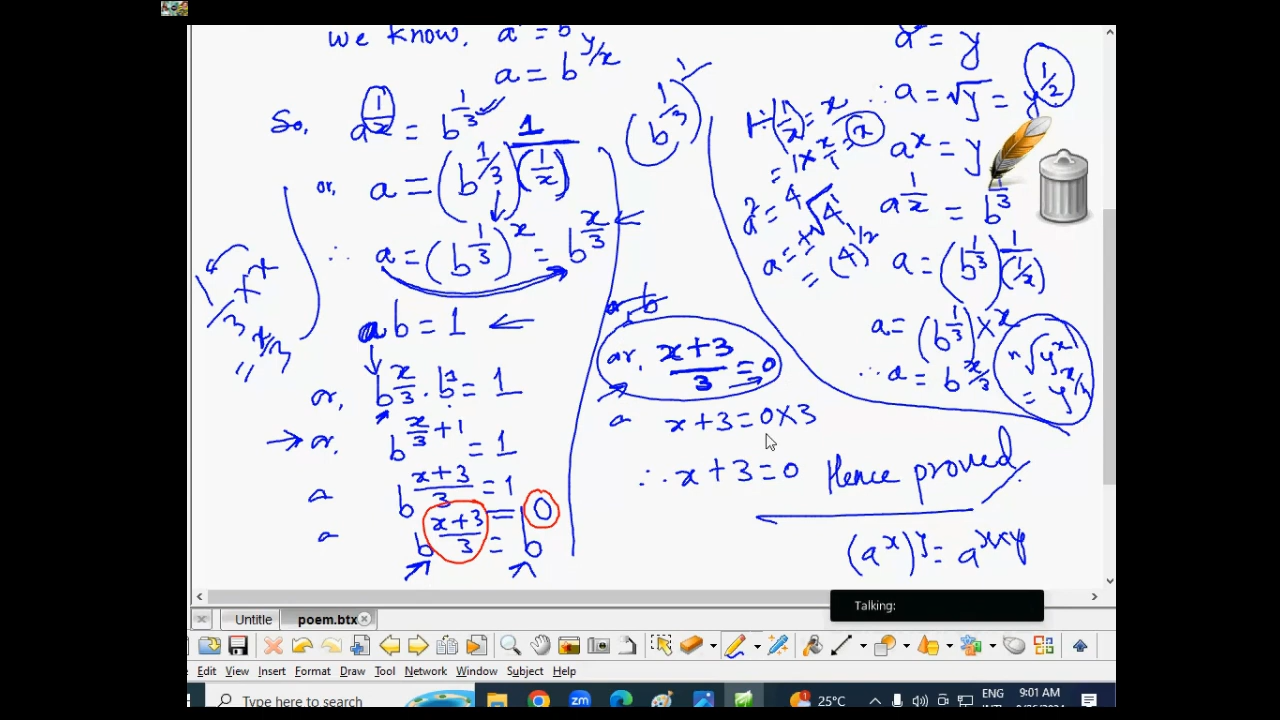 we know, a = b^y/x
a = b^y/x
So, a^1/x = b^1/3
or, a = (b^1/3)^1/(1/x)
∴ a = (b^1/3)^x = b^x/3
ab = 1
or, b^x/3 · b = 1
→ or, b^x/3+1 = 1
b^(x+3)/3 = 1
b^(x+3)/3 = b^0
(b^1/3)
or, (x+3)/3 = 0
x+3 = 0×3
∴ x+3 = 0 Hence proved
= y
∴ a = √y = y^1/2
a^x = y
a^1/x = b^1/3
a = (b^1/3)^1/(1/x)
a = (b^1/3)×x
∴ a = b^x/3
= (4)^1/2
n√y^x
= y^x/n
(a^x)^y = a^x×y
Talking:
Untitle poem.btx
Edit View Insert Format Draw Tool Network Window Subject Help
Type here to search
25°C
ENG
9:01 AM